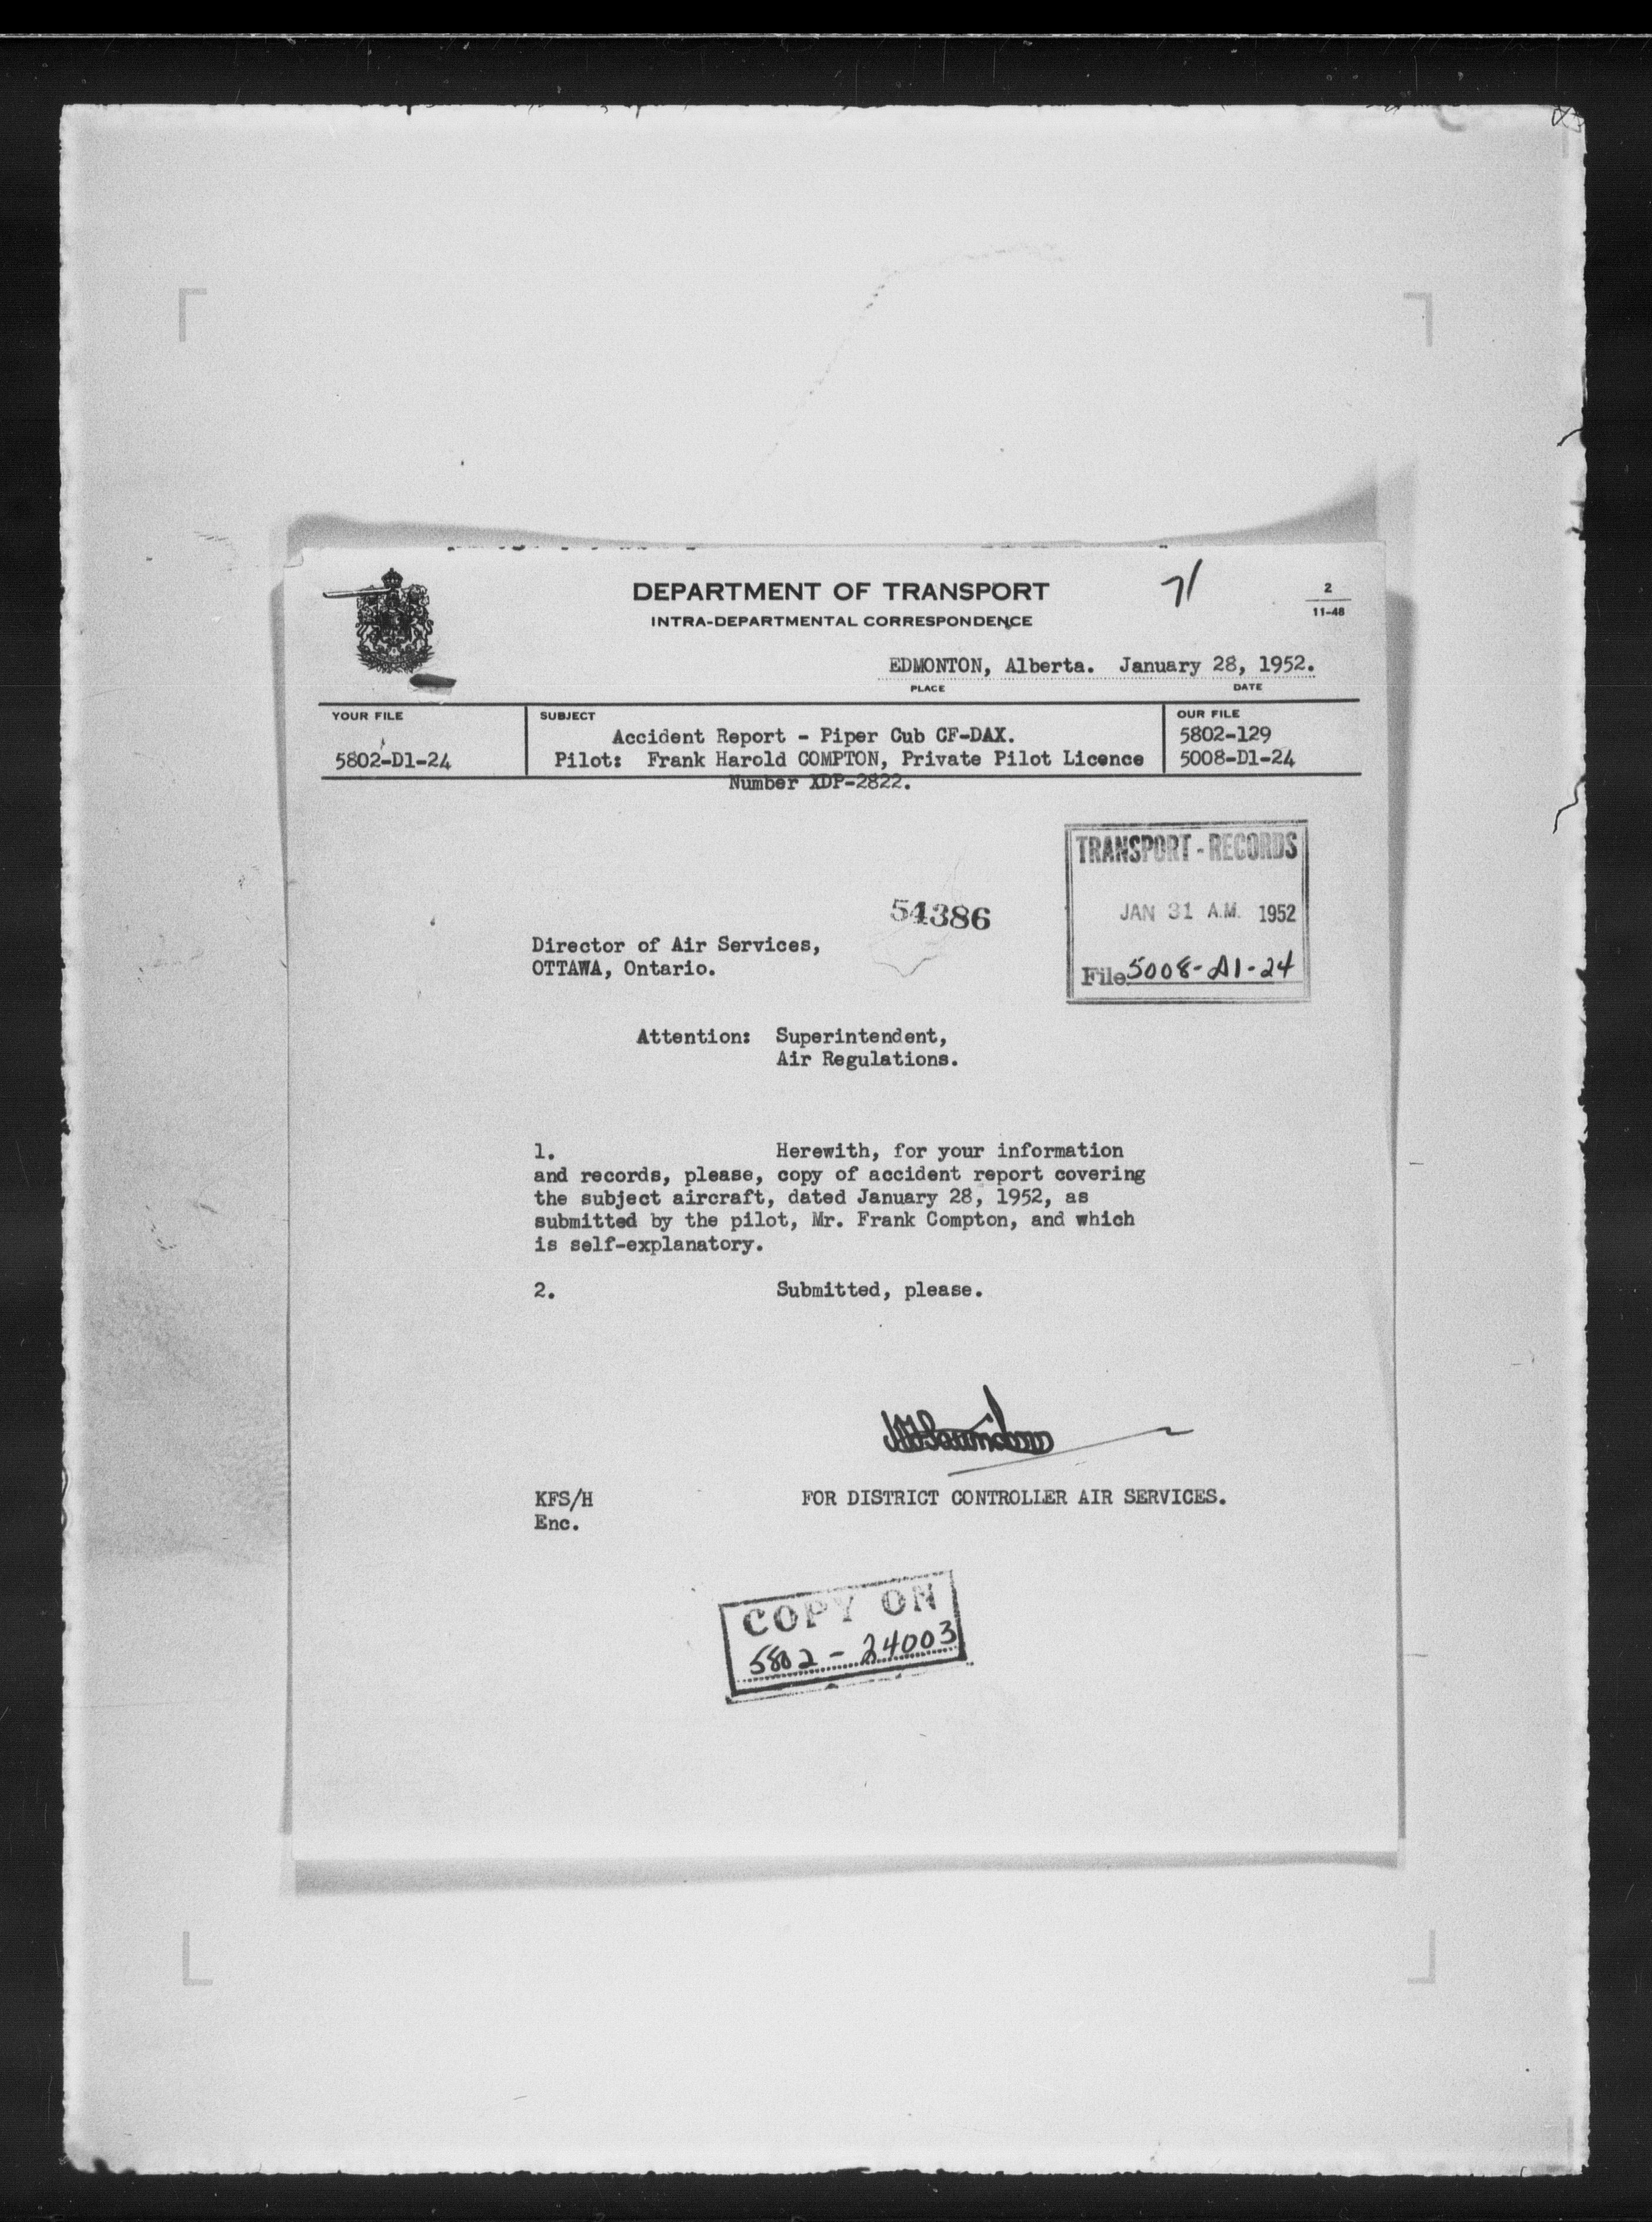 DEPARTMENT OF TRANSPORT
INTRA-DEPARTMENTAL CORRESPONDENCE
71
2
11-48
EDMONTON, Alberta. January 28, 1952.
PLACE
DATE
YOUR FILE
5802-D1-24
SUBJECT
Accident Report - Piper Cub CF-DAX.
Pilot: Frank Harold COMPTON, Private Pilot Licence
Number XDP-2822.
OUR FILE
5802-129
5008-D1-24
TRANSPORT - RECORDS
JAN 31 A.M. 1952
File 5008-D1-24
54386
Director of Air Services,
OTTAWA, Ontario.
Attention: Superintendent,
Air Regulations.
1. Herewith, for your information
and records, please, copy of accident report covering
the subject aircraft, dated January 28, 1952, as
submitted by the pilot, Mr. Frank Compton, and which
is self-explanatory.
2. Submitted, please.
KFS/H
Enc.
FOR DISTRICT CONTROLLER AIR SERVICES.
COPY ON
5802 - 24003